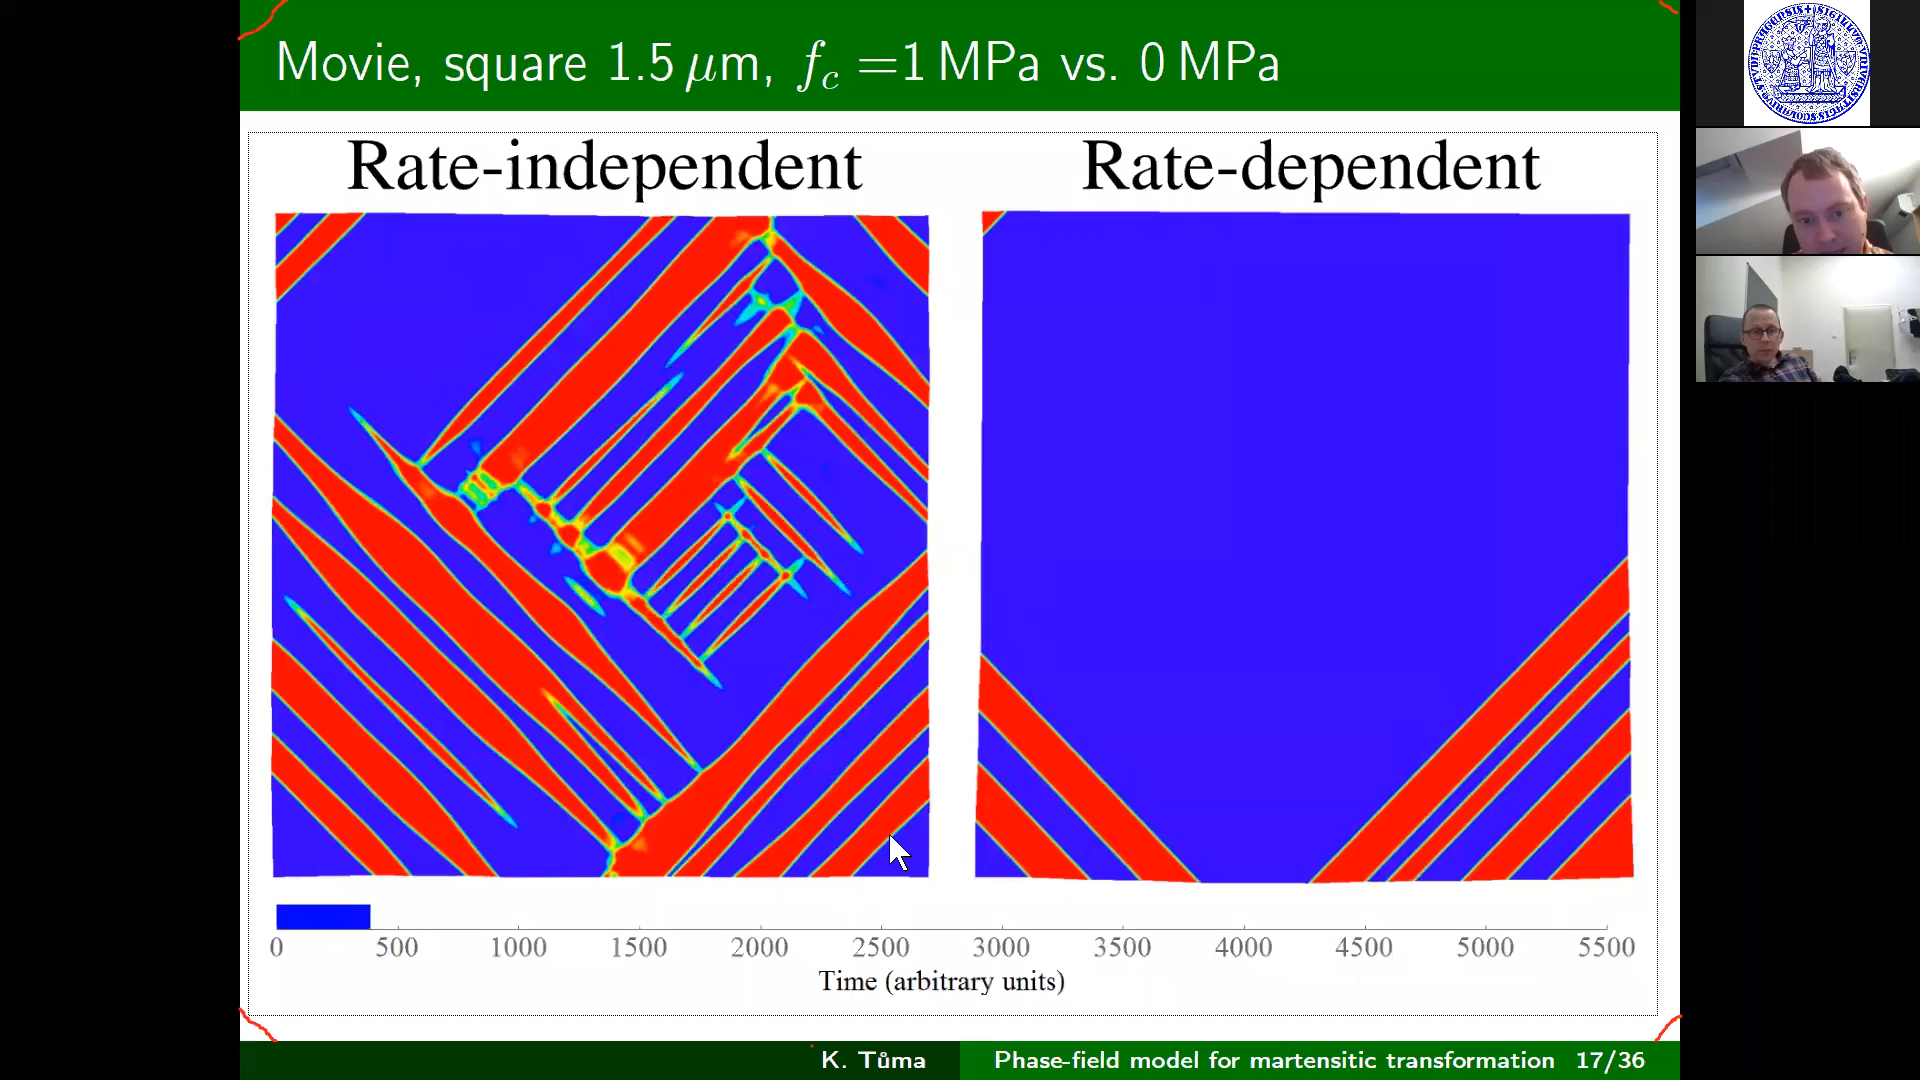 Movie, square 1.5 μm, f_c =1 MPa vs. 0 MPa
Rate-independent
Rate-dependent
0 500 1000 1500 2000 2500 3000 3500 4000 4500 5000 5500
Time (arbitrary units)
K. Tůma
Phase-field model for martensitic transformation 17/36